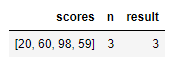 scores n result
[20, 60, 98, 59] 3 3